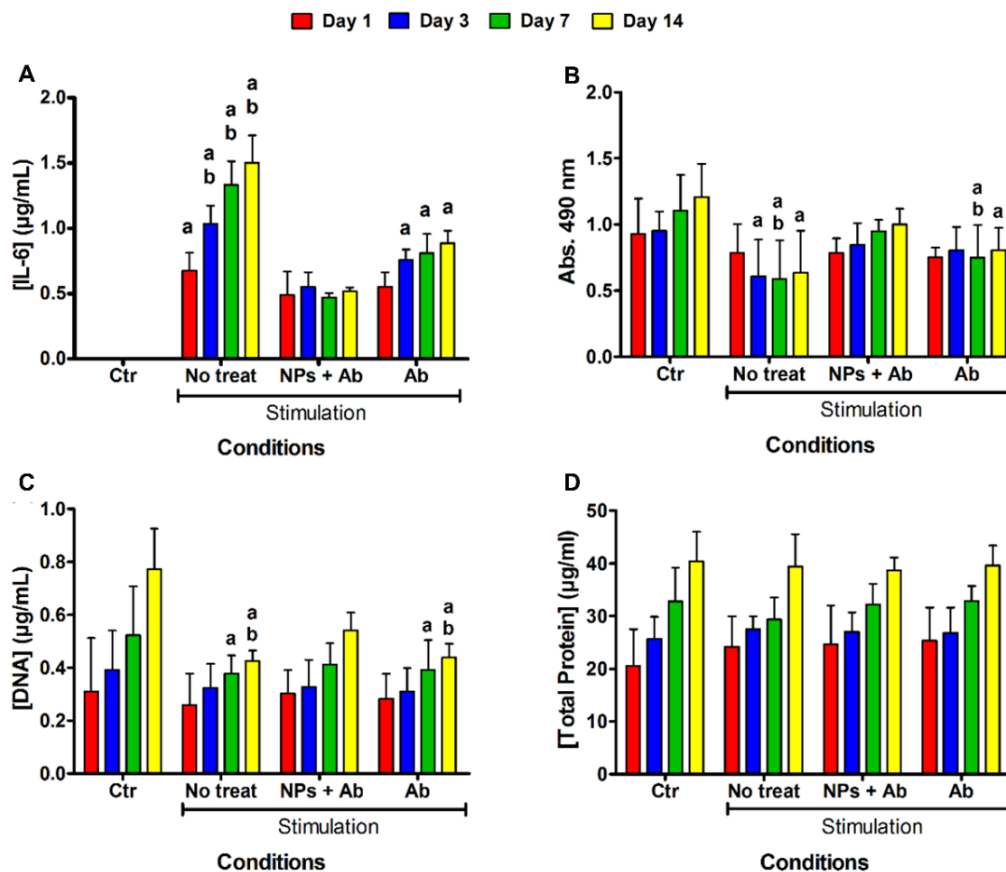 Day 1 Day 3 Day 7 Day 14
A
[IL-6] (µg/mL)
2.0
1.5
1.0
0.5
0.0
a
a
b
a
b
a
b
a
a
a
Ctr No treat NPs + Ab Ab
Stimulation
Conditions
B
Abs. 490 nm
2.0
1.5
1.0
0.5
0.0
a
a
b
a
a
b
a
Ctr No treat NPs + Ab Ab
Stimulation
Conditions
C
[DNA] (µg/mL)
1.0
0.8
0.6
0.4
0.2
0.0
a
a
b
a
a
b
Ctr No treat NPs + Ab Ab
Stimulation
Conditions
D
[Total Protein] (µg/ml)
50
40
30
20
10
0
Ctr No treat NPs + Ab Ab
Stimulation
Conditions